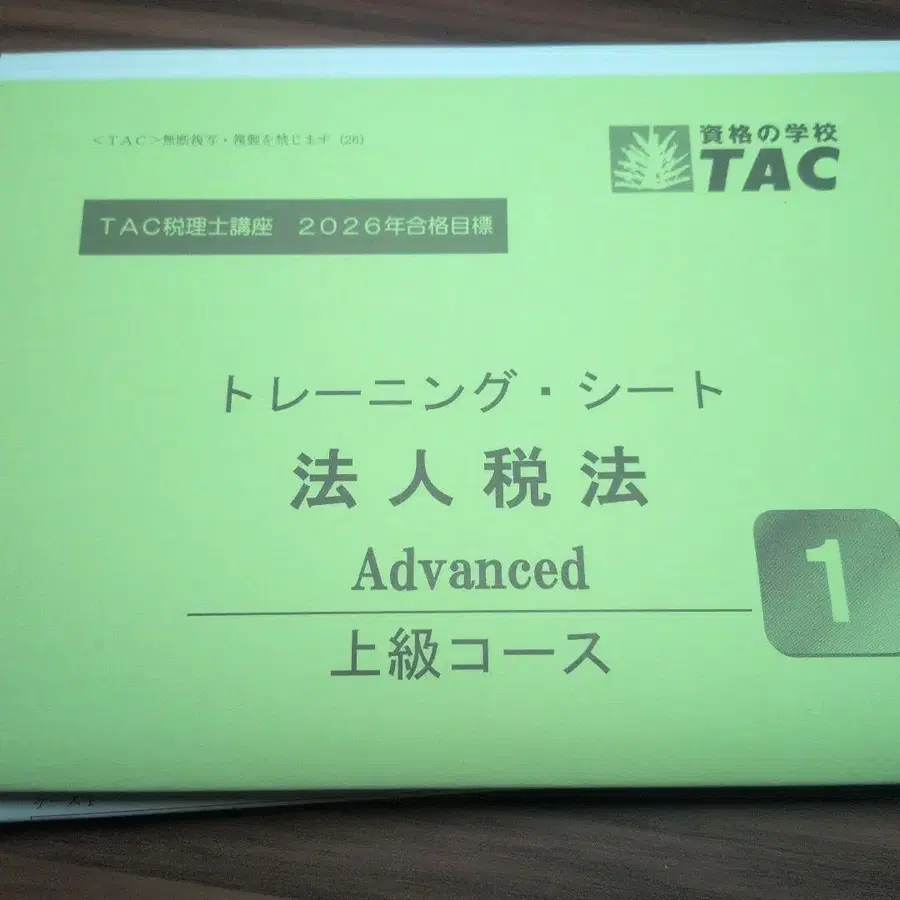 ＜TAC＞無断複写・複製を禁じます (26)
資格の学校
TAC
TAC税理士講座　2026年合格目標
トレーニング・シート
法人税法
Advanced
1
上級コース